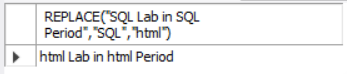 REPLACE("SQL Lab in SQL
Period","SQL","html")
html Lab in html Period